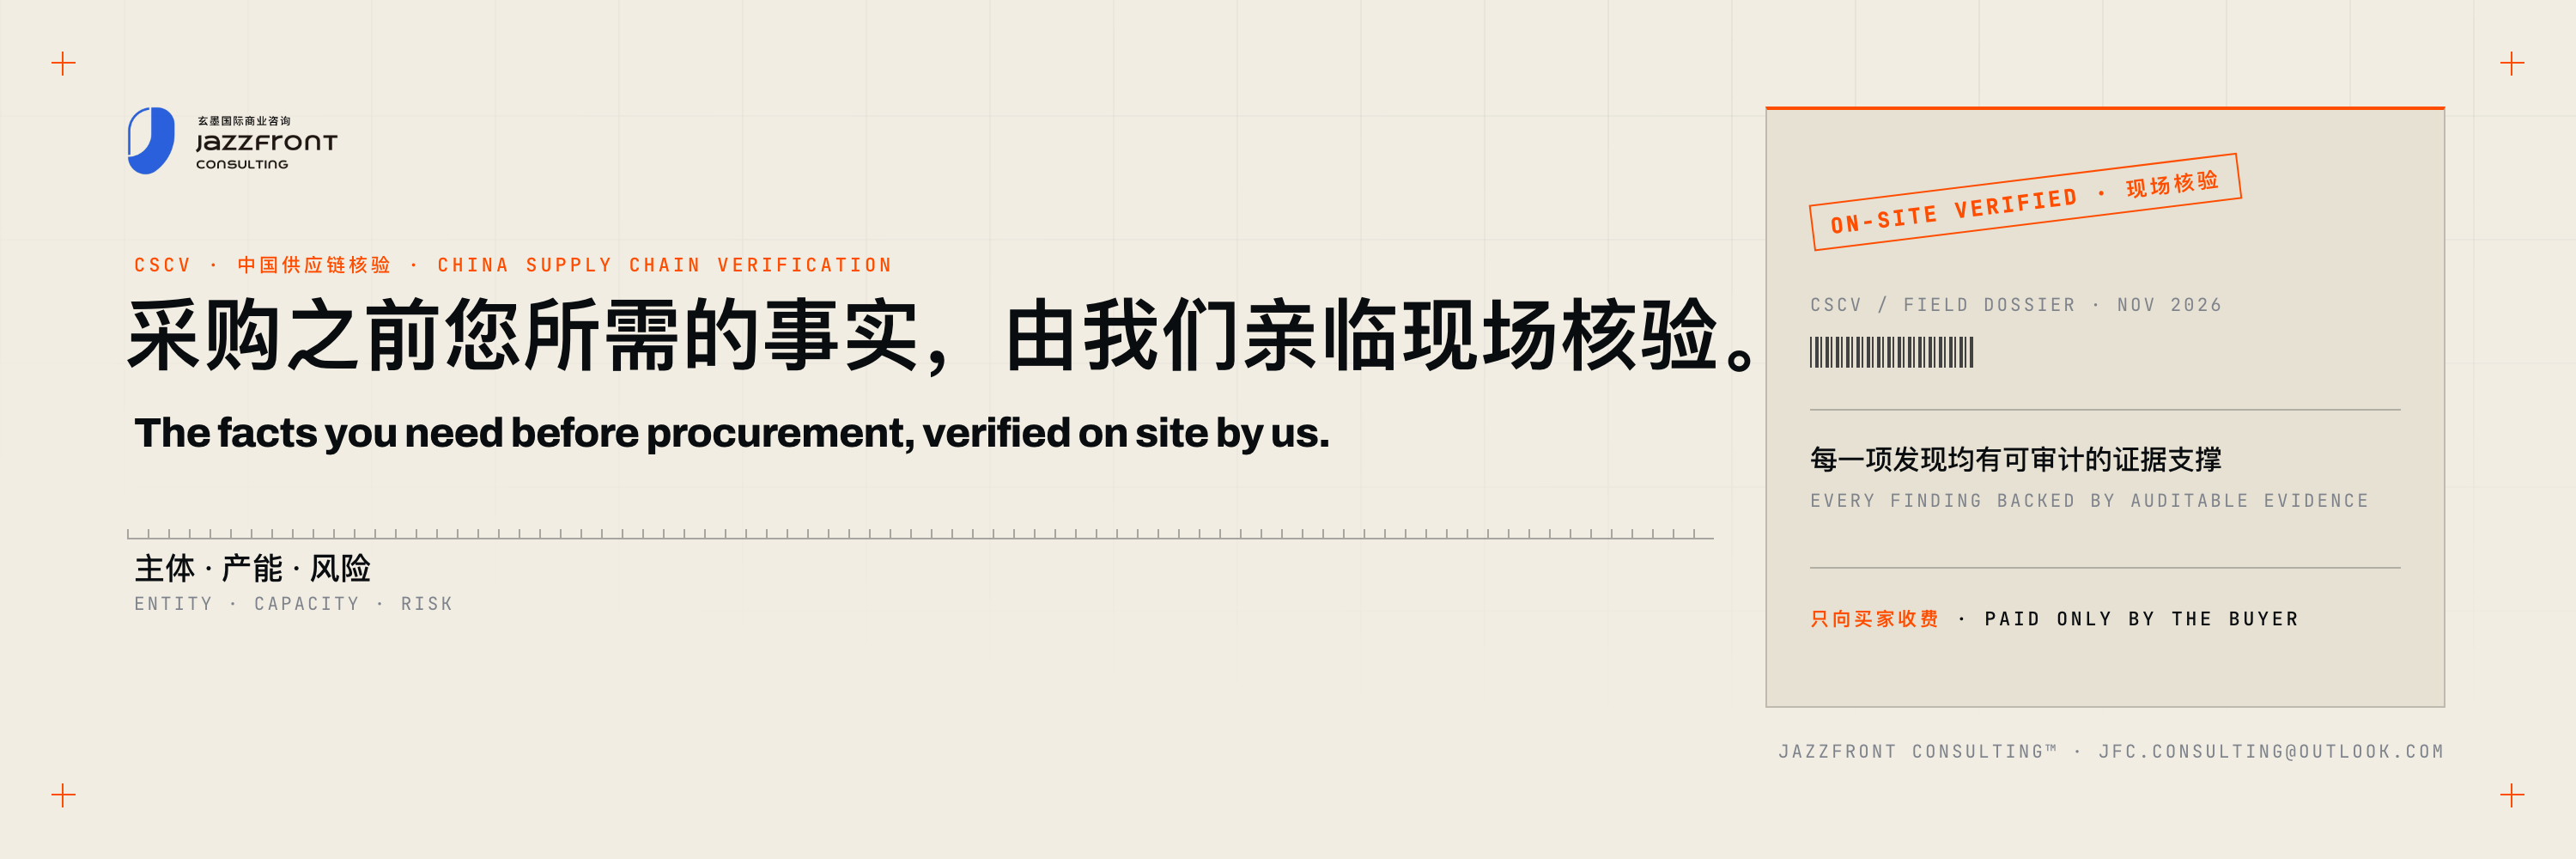 玄墨国际商业咨询
Jazzfront
CONSULTING
CSCV · 中国供应链核验 · CHINA SUPPLY CHAIN VERIFICATION
采购之前您所需的事实，由我们亲临现场核验。
The facts you need before procurement, verified on site by us.
主体 · 产能 · 风险
ENTITY · CAPACITY · RISK
ON-SITE VERIFIED · 现场核验
CSCV / FIELD DOSSIER · NOV 2026
每一项发现均有可审计的证据支撑
EVERY FINDING BACKED BY AUDITABLE EVIDENCE
只向买家收费 · PAID ONLY BY THE BUYER
JAZZFRONT CONSULTING™ · JFC.CONSULTING@OUTLOOK.COM